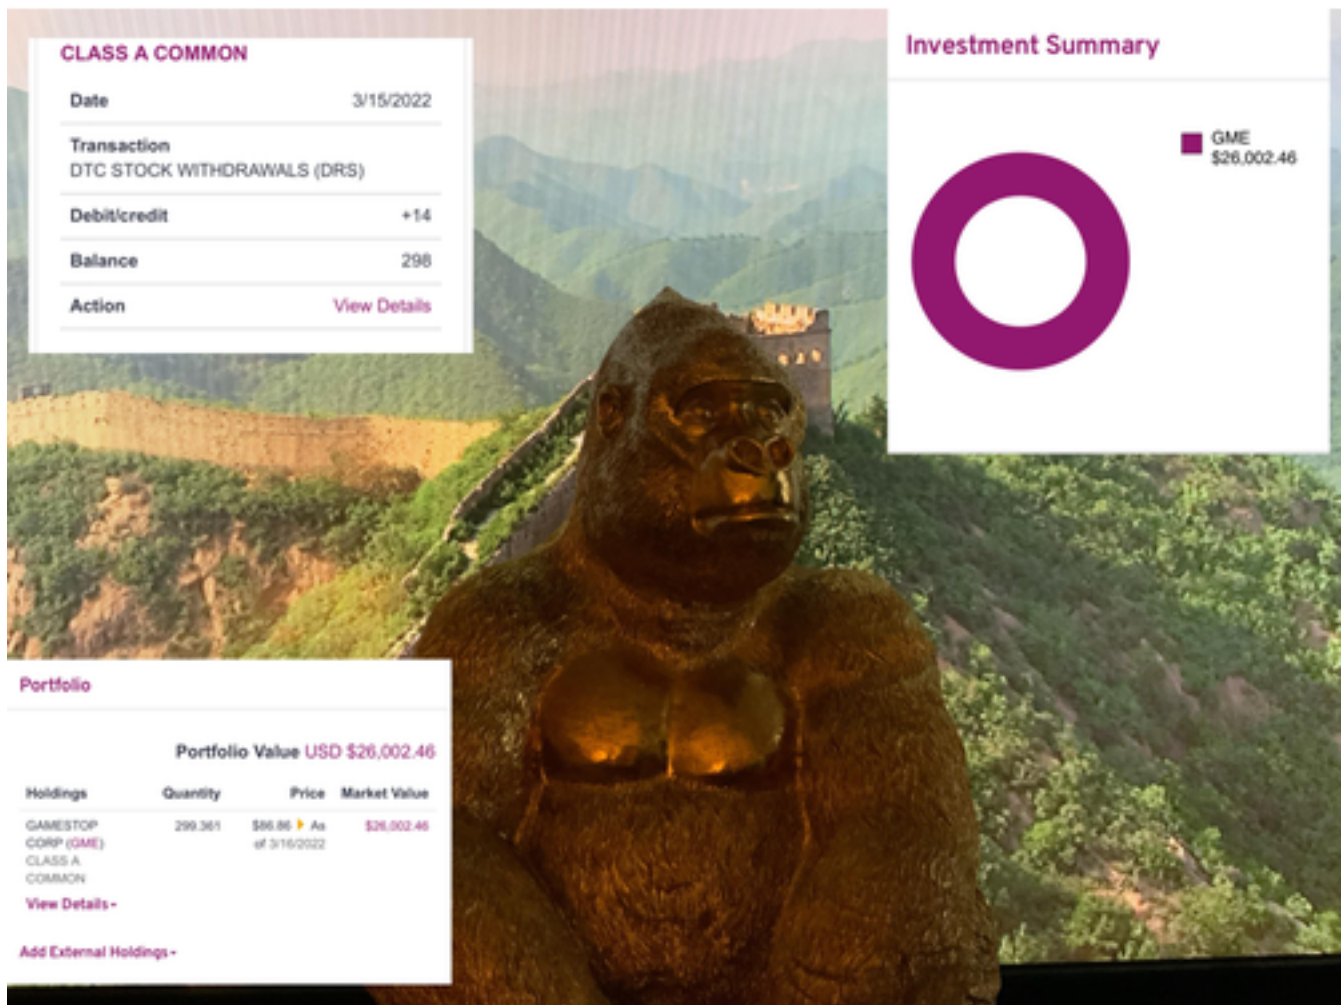 CLASS A COMMON
Date 3/15/2022
Transaction
DTC STOCK WITHDRAWALS (DRS)
Debit/credit +14
Balance 298
Action View Details
Investment Summary
GME
$26,002.46
Portfolio
Portfolio Value USD $26,002.46
Holdings Quantity Price Market Value
GAMESTOP 299.361 $86.86 As $26,002.46
CORP (GME) of 3/16/2022
CLASS A
COMMON
View Details
Add External Holdings